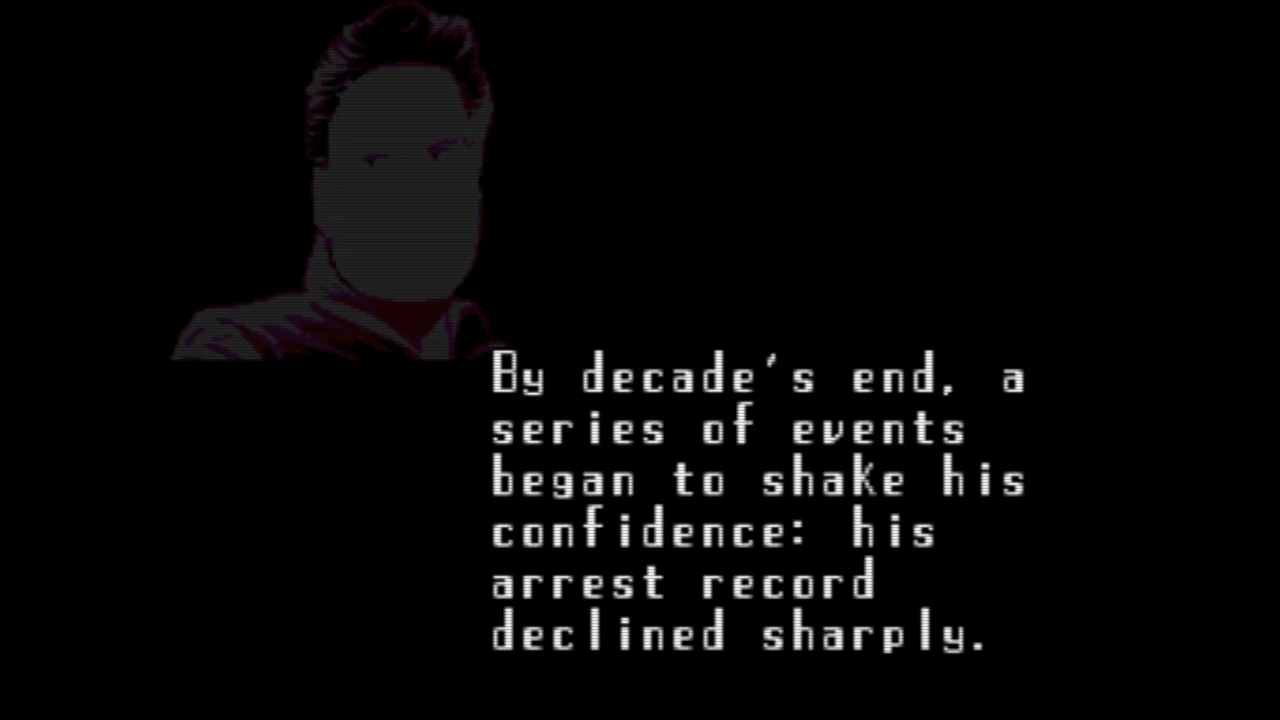 By decade's end, a
series of events
began to shake his
confidence: his
arrest record
declined sharply.